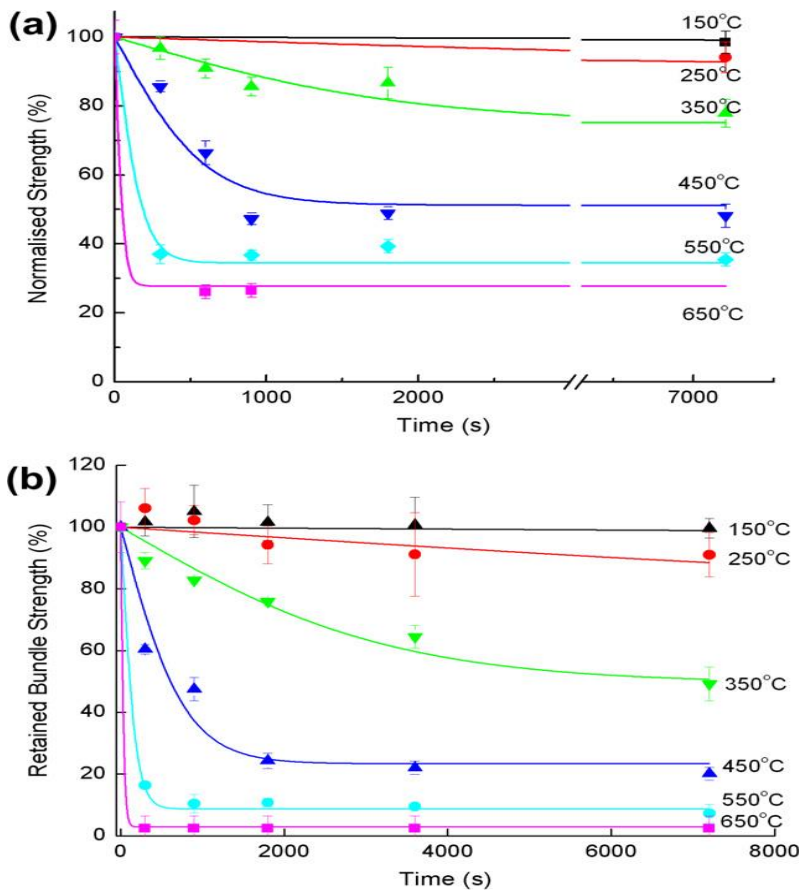 (a)
Normalised Strength (%)
100
80
60
40
20
0
150°C
250°C
350°C
450°C
550°C
650°C
0
1000
2000
7000
Time (s)
(b)
Retained Bundle Strength (%)
120
100
80
60
40
20
0
150°C
250°C
350°C
450°C
550°C
650°C
0
2000
4000
6000
8000
Time (s)